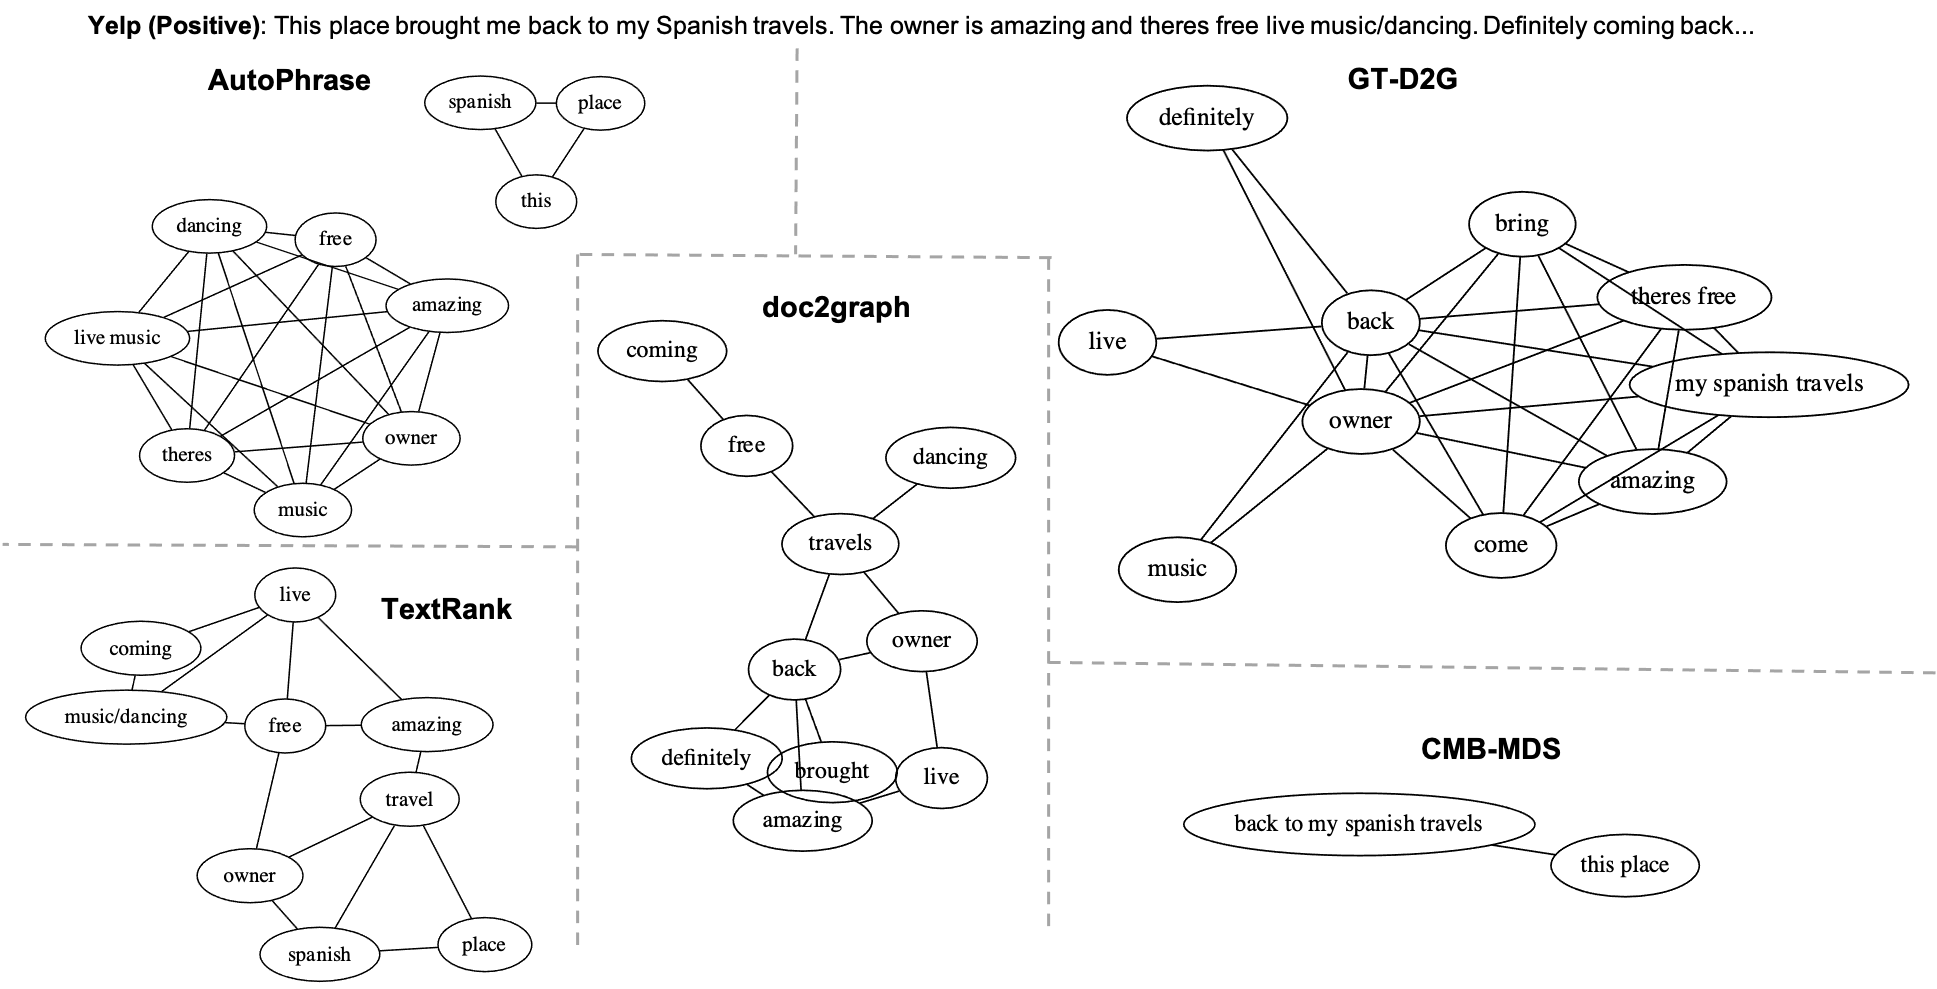 Yelp (Positive): This place brought me back to my Spanish travels. The owner is amazing and theres free live music/dancing. Definitely coming back...
AutoPhrase
spanish
place
this
dancing
free
amazing
live music
owner
theres
music
TextRank
live
coming
music/dancing
free
amazing
travel
owner
spanish
place
doc2graph
coming
free
dancing
travels
owner
back
definitely
brought
live
amazing
GT-D2G
definitely
bring
theres free
back
live
my spanish travels
owner
amazing
come
music
CMB-MDS
back to my spanish travels
this place